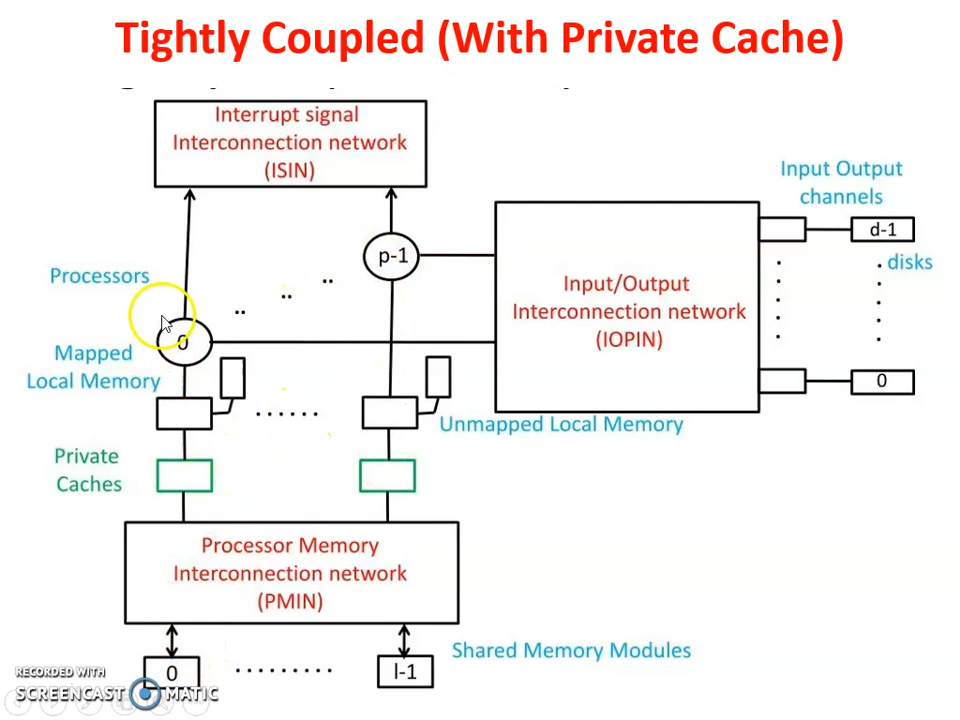 Tightly Coupled (With Private Cache)
Interrupt signal
Interconnection network
(ISIN)
Input Output
channels
d-1
disks
p-1
Processors
Input/Output
Interconnection network
(IOPIN)
0
Mapped
Local Memory
0
Unmapped Local Memory
Private
Caches
Processor Memory
Interconnection network
(PMIN)
Shared Memory Modules
0
l-1
RECORDED WITH
SCREENCAST MATIC